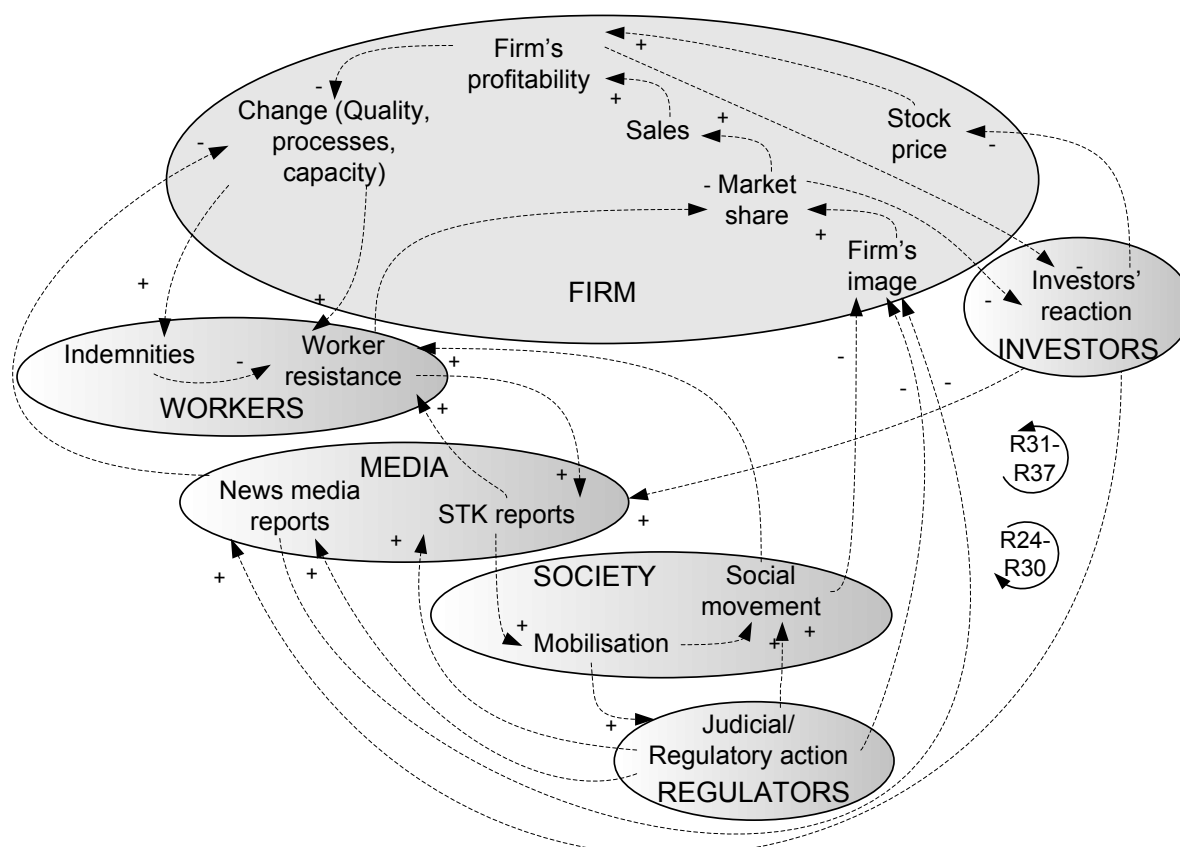 Firm's
profitability
Change (Quality,
processes,
capacity)
Sales
Stock
price
Market
share
Firm's
image
FIRM
Investors'
reaction
INVESTORS
Indemnities
Worker
resistance
WORKERS
MEDIA
News media
reports
STK reports
SOCIETY
Social
movement
Mobilisation
Judicial/
Regulatory action
REGULATORS
R31-
R37
R24-
R30
+
-
+
+
-
-
-
+
-
-
+
+
-
+
+
-
-
-
+
+
+
+
+
+
+
+
+